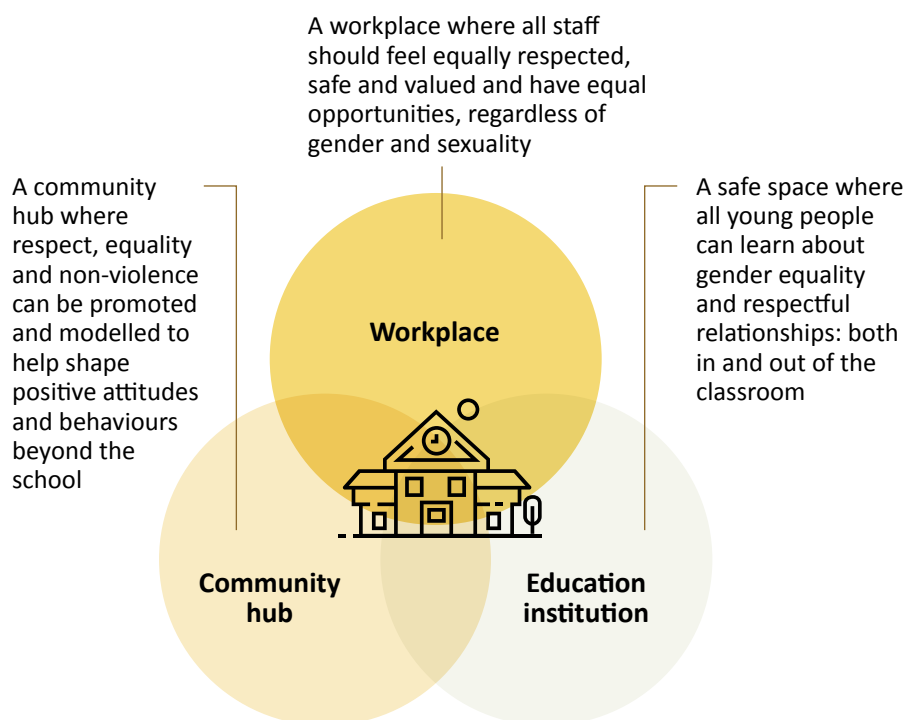 A workplace where all staff
should feel equally respected,
safe and valued and have equal
opportunities, regardless of
gender and sexuality
A community
hub where
respect, equality
and non-violence
can be promoted
and modelled to
help shape
positive attitudes
and behaviours
beyond the
school
A safe space where
all young people
can learn about
gender equality
and respectful
relationships: both
in and out of the
classroom
Workplace
Community
hub
Education
institution